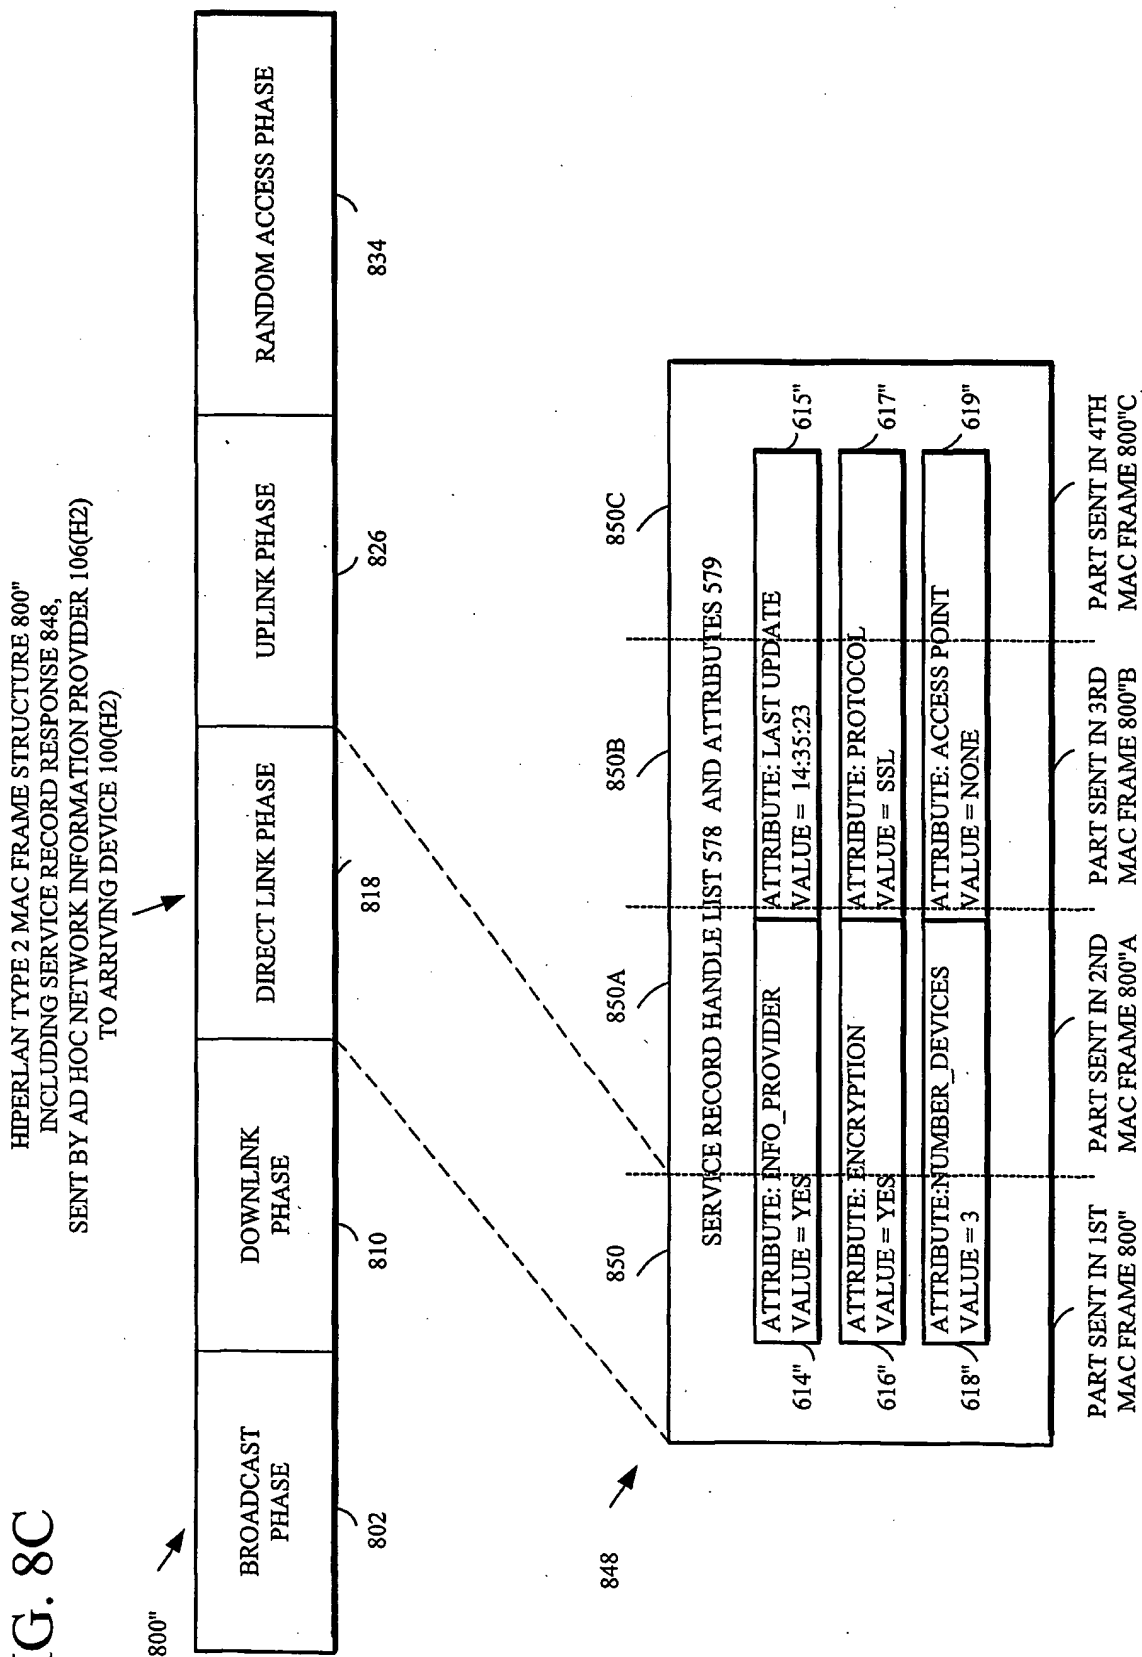 IG. 8C
HIPERLAN TYPE 2 MAC FRAME STRUCTURE 800"
INCLUDING SERVICE RECORD RESPONSE 848,
SENT BY AD HOC NETWORK INFORMATION PROVIDER 106(H2)
TO ARRIVING DEVICE 100(H2)
800"
BROADCAST
PHASE
DOWNLINK
PHASE
DIRECT LINK PHASE
UPLINK PHASE
RANDOM ACCESS PHASE
802
810
818
826
834
848
850
850A
850B
850C
SERVICE RECORD HANDLE LIST 578 AND ATTRIBUTES 579
614"
ATTRIBUTE: INFO_PROVIDER
VALUE = YES
ATTRIBUTE: LAST UPDATE
VALUE = 14:35:23
615"
616"
ATTRIBUTE: ENCRYPTION
VALUE = YES
ATTRIBUTE: PROTOCOL
VALUE = SSL
617"
618"
ATTRIBUTE:NUMBER_DEVICES
VALUE = 3
ATTRIBUTE: ACCESS POINT
VALUE = NONE
619"
PART SENT IN 1ST
MAC FRAME 800"
PART SENT IN 2ND
MAC FRAME 800"A
PART SENT IN 3RD
MAC FRAME 800"B
PART SENT IN 4TH
MAC FRAME 800"C